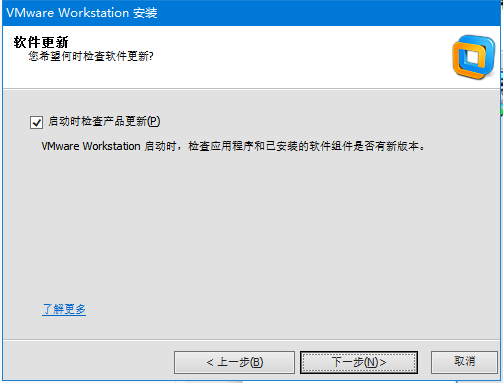 VMware Workstation 安装
软件更新
您希望何时检查软件更新?
启动时检查产品更新(P)
VMware Workstation 启动时，检查应用程序和已安装的软件组件是否有新版本。
了解更多
< 上一步(B)
下一步(N)>
取消